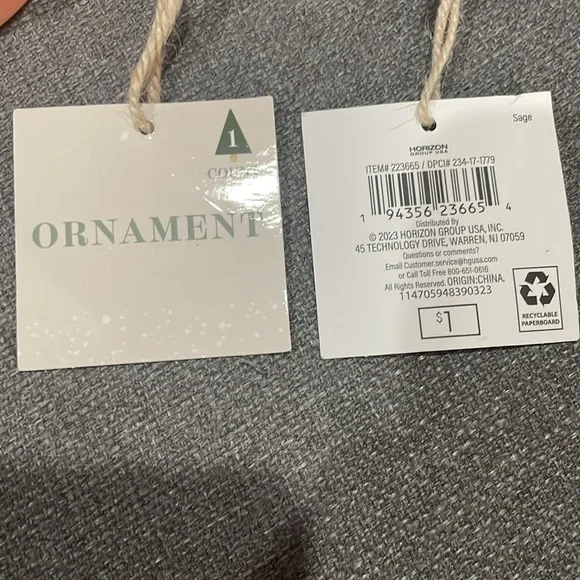 1
COUNT
ORNAMENT
Sage
HORIZON
GROUP USA
ITEM# 223665 / DPCI# 234-17-1779
1 94356 23665 4
Distributed By
© 2023 HORIZON GROUP USA, INC.
45 TECHNOLOGY DRIVE, WARREN, NJ 07059
Questions or comments?
Email Customer.service@hgusa.com
or Call Toll Free 800-651-0616
All Rights Reserved. ORIGIN:CHINA.
114705948390323
$1
RECYCLABLE
PAPERBOARD